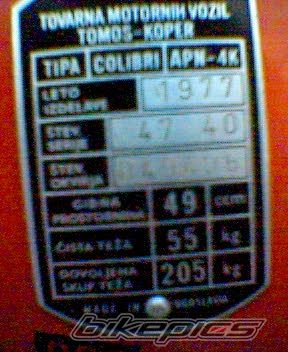 TOVARNA MOTORNIH VOZIL
TOMOS-KOPER
TIPA COLIBRI APN-4K
LETO
IZDELAVE 1977
ŠTEV.
SERIJE 47 40
ŠTEV.
OKVIRJA
GIBNA
PROSTORNINA 49 ccm
ČISTA TEŽA 55 kg
DOVOLJENA
SKUP. TEŽA 205 kg
MADE IN YUGOSLAVIA
bikepics